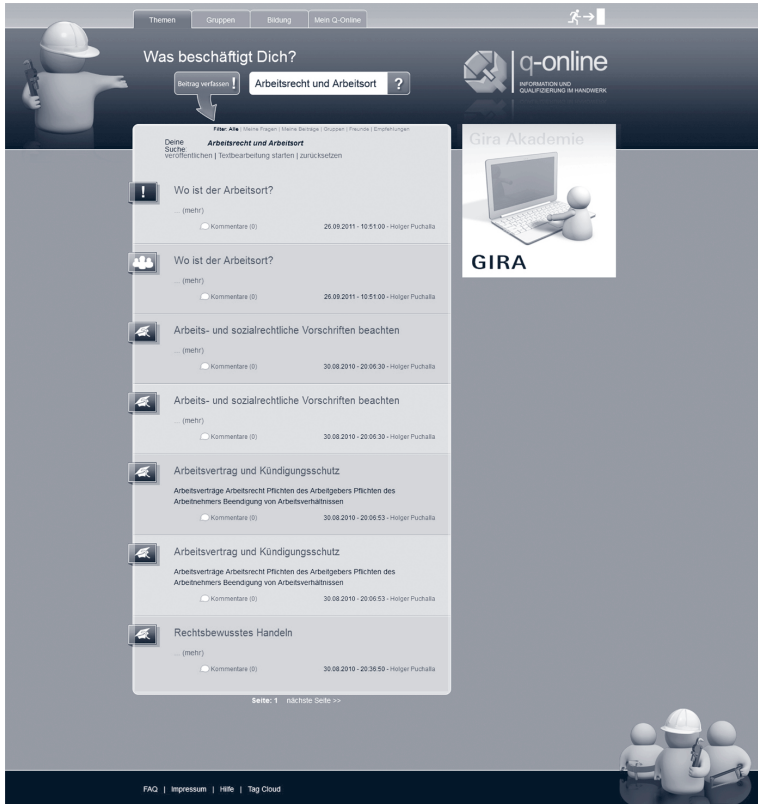 Themen Gruppen Bildung Mein Q-Online
Was beschäftigt Dich?
Beitrag verfassen ! Arbeitsrecht und Arbeitsort ?
q-online
INFORMATION UND
QUALIFIZIERUNG IM HANDWERK
Filter: Alle | Meine Fragen | Meine Beiträge | Gruppen | Freunde | Empfehlungen
Deine Suche: Arbeitsrecht und Arbeitsort
veröffentlichen | Textbearbeitung starten | zurücksetzen
Gira Akademie
GIRA
! Wo ist der Arbeitsort?
... (mehr)
Kommentare (0) 26.09.2011 - 10:51:00 - Holger Puchalla
Wo ist der Arbeitsort?
... (mehr)
Kommentare (0) 26.09.2011 - 10:51:00 - Holger Puchalla
Arbeits- und sozialrechtliche Vorschriften beachten
... (mehr)
Kommentare (0) 30.08.2010 - 20:06:30 - Holger Puchalla
Arbeits- und sozialrechtliche Vorschriften beachten
... (mehr)
Kommentare (0) 30.08.2010 - 20:06:30 - Holger Puchalla
Arbeitsvertrag und Kündigungsschutz
Arbeitsverträge Arbeitsrecht Pflichten des Arbeitgebers Pflichten des
Arbeitnehmers Beendigung von Arbeitsverhältnissen
Kommentare (0) 30.08.2010 - 20:06:53 - Holger Puchalla
Arbeitsvertrag und Kündigungsschutz
Arbeitsverträge Arbeitsrecht Pflichten des Arbeitgebers Pflichten des
Arbeitnehmers Beendigung von Arbeitsverhältnissen
Kommentare (0) 30.08.2010 - 20:06:53 - Holger Puchalla
Rechtsbewusstes Handeln
... (mehr)
Kommentare (0) 30.08.2010 - 20:36:50 - Holger Puchalla
Seite: 1 nächste Seite >>
FAQ | Impressum | Hilfe | Tag Cloud